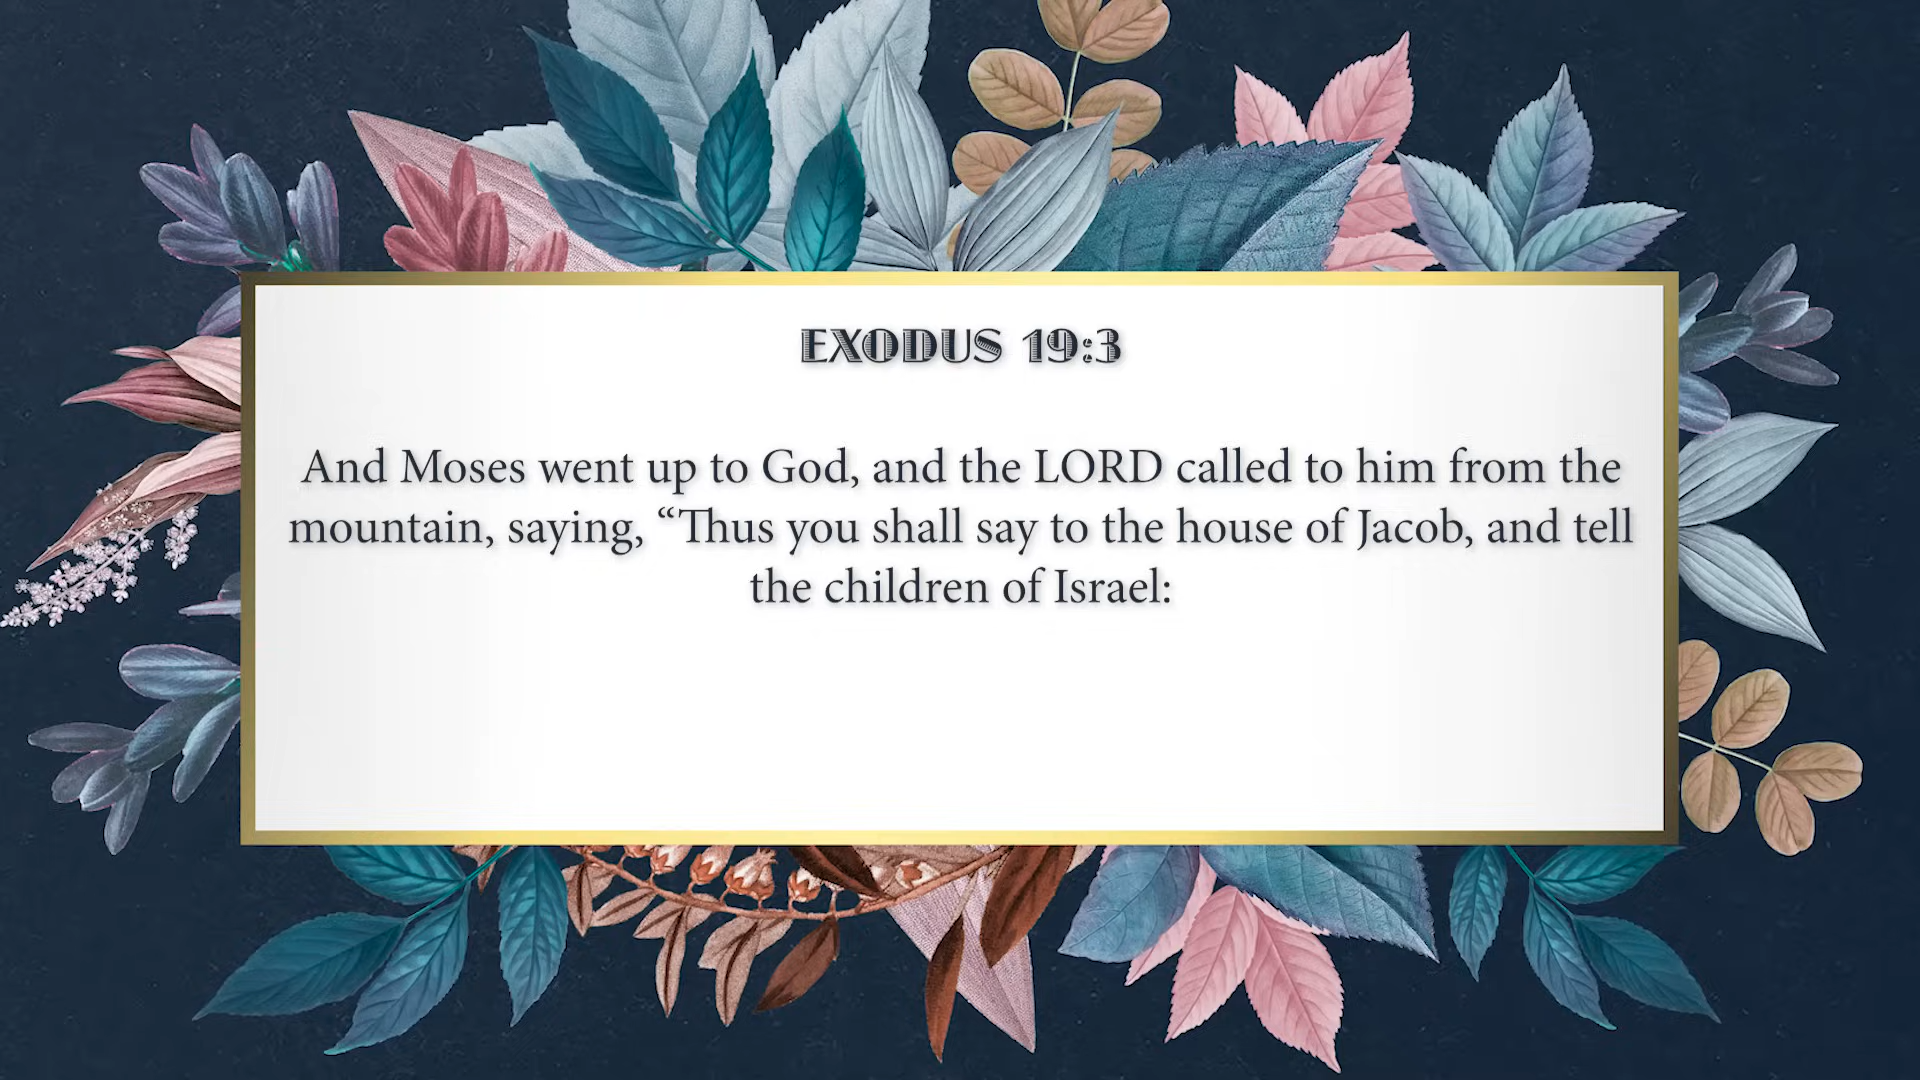 EXODUS 19:3
And Moses went up to God, and the LORD called to him from the
mountain, saying, “Thus you shall say to the house of Jacob, and tell
the children of Israel: